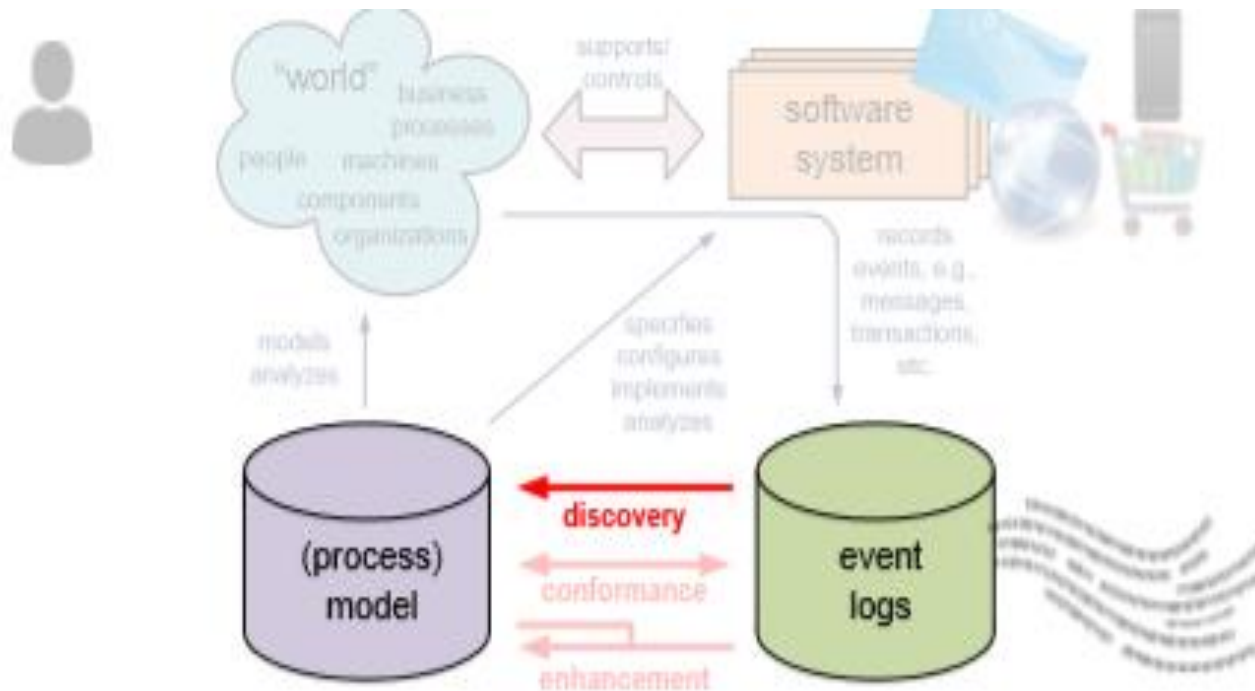 "world"
business
processes
people machines
components
organizations
supports/
controls
software
system
records
events, e.g.,
messages,
transactions,
etc.
models
analyzes
specifies
configures
implements
analyzes
discovery
(process)
model
conformance
event
logs
enhancement